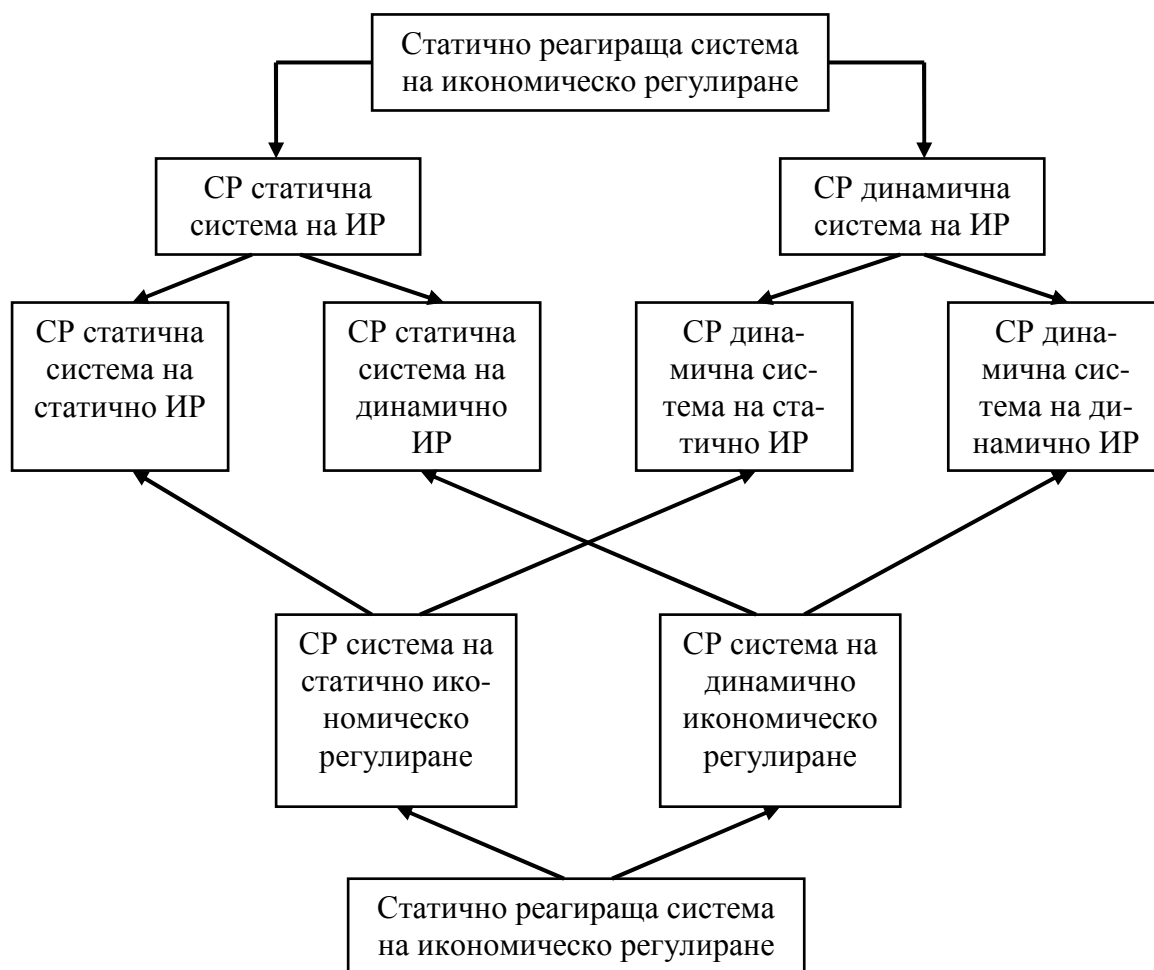 Статично реагираща система
на икономическо регулиране
СР статична
система на ИР
СР динамична
система на ИР
СР статична
система на
статично ИР
СР статична
система на
динамично
ИР
СР дина-
мична сис-
тема на ста-
тично ИР
СР дина-
мична сис-
тема на ди-
намично ИР
СР система на
статично ико-
номическо
регулиране
СР система на
динамично
икономическо
регулиране
Статично реагираща система
на икономическо регулиране